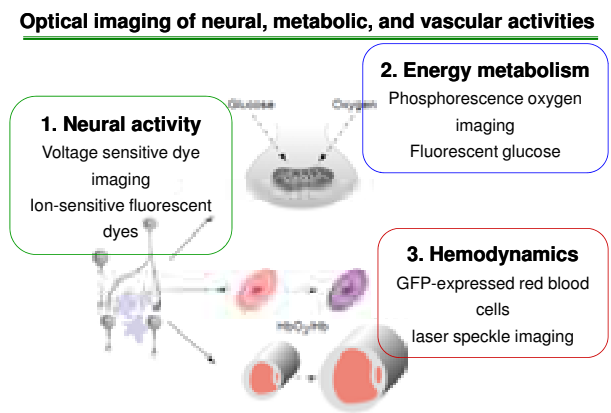 Optical imaging of neural, metabolic, and vascular activities
2. Energy metabolism
Phosphorescence oxygen
imaging
Fluorescent glucose
Glucose
Oxygen
1. Neural activity
Voltage sensitive dye
imaging
Ion-sensitive fluorescent
dyes
3. Hemodynamics
GFP-expressed red blood
cells
laser speckle imaging
HbO2/Hb